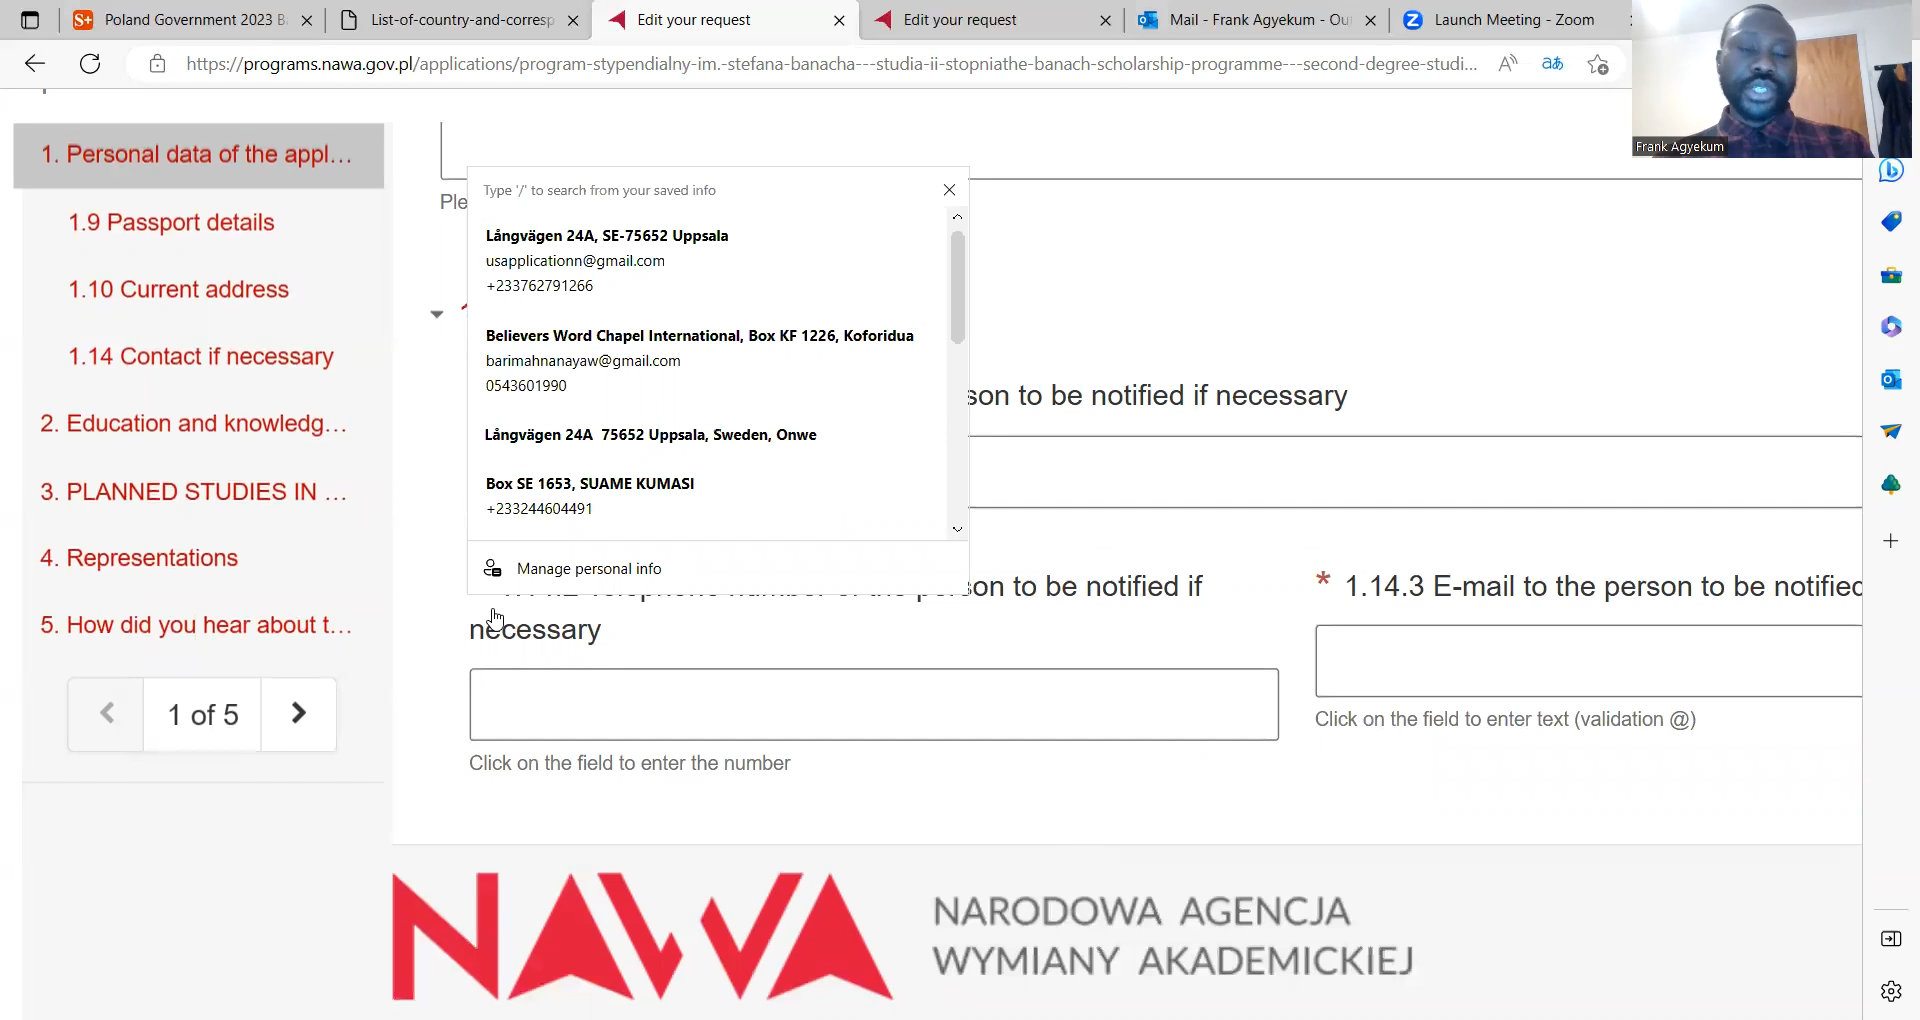 Poland Government 2023 B
List-of-country-and-corresp
Edit your request
Edit your request
Mail - Frank Agyekum - Ou
Launch Meeting - Zoom
https://programs.nawa.gov.pl/applications/program-stypendialny-im.-stefana-banacha---studia-ii-stopniathe-banach-scholarship-programme---second-degree-studi...
Frank Agyekum
1. Personal data of the appl...
1.9 Passport details
1.10 Current address
1.14 Contact if necessary
2. Education and knowledg...
3. PLANNED STUDIES IN ...
4. Representations
5. How did you hear about t...
1 of 5
Ple
Type '/' to search from your saved info
Långvägen 24A, SE-75652 Uppsala
usapplicationn@gmail.com
+233762791266
Believers Word Chapel International, Box KF 1226, Koforidua
barimahnanayaw@gmail.com
0543601990
Långvägen 24A 75652 Uppsala, Sweden, Onwe
Box SE 1653, SUAME KUMASI
+233244604491
Manage personal info
son to be notified if necessary
son to be notified if
necessary
Click on the field to enter the number
* 1.14.3 E-mail to the person to be notified
Click on the field to enter text (validation @)
NAWA
NARODOWA AGENCJA
WYMIANY AKADEMICKIEJ